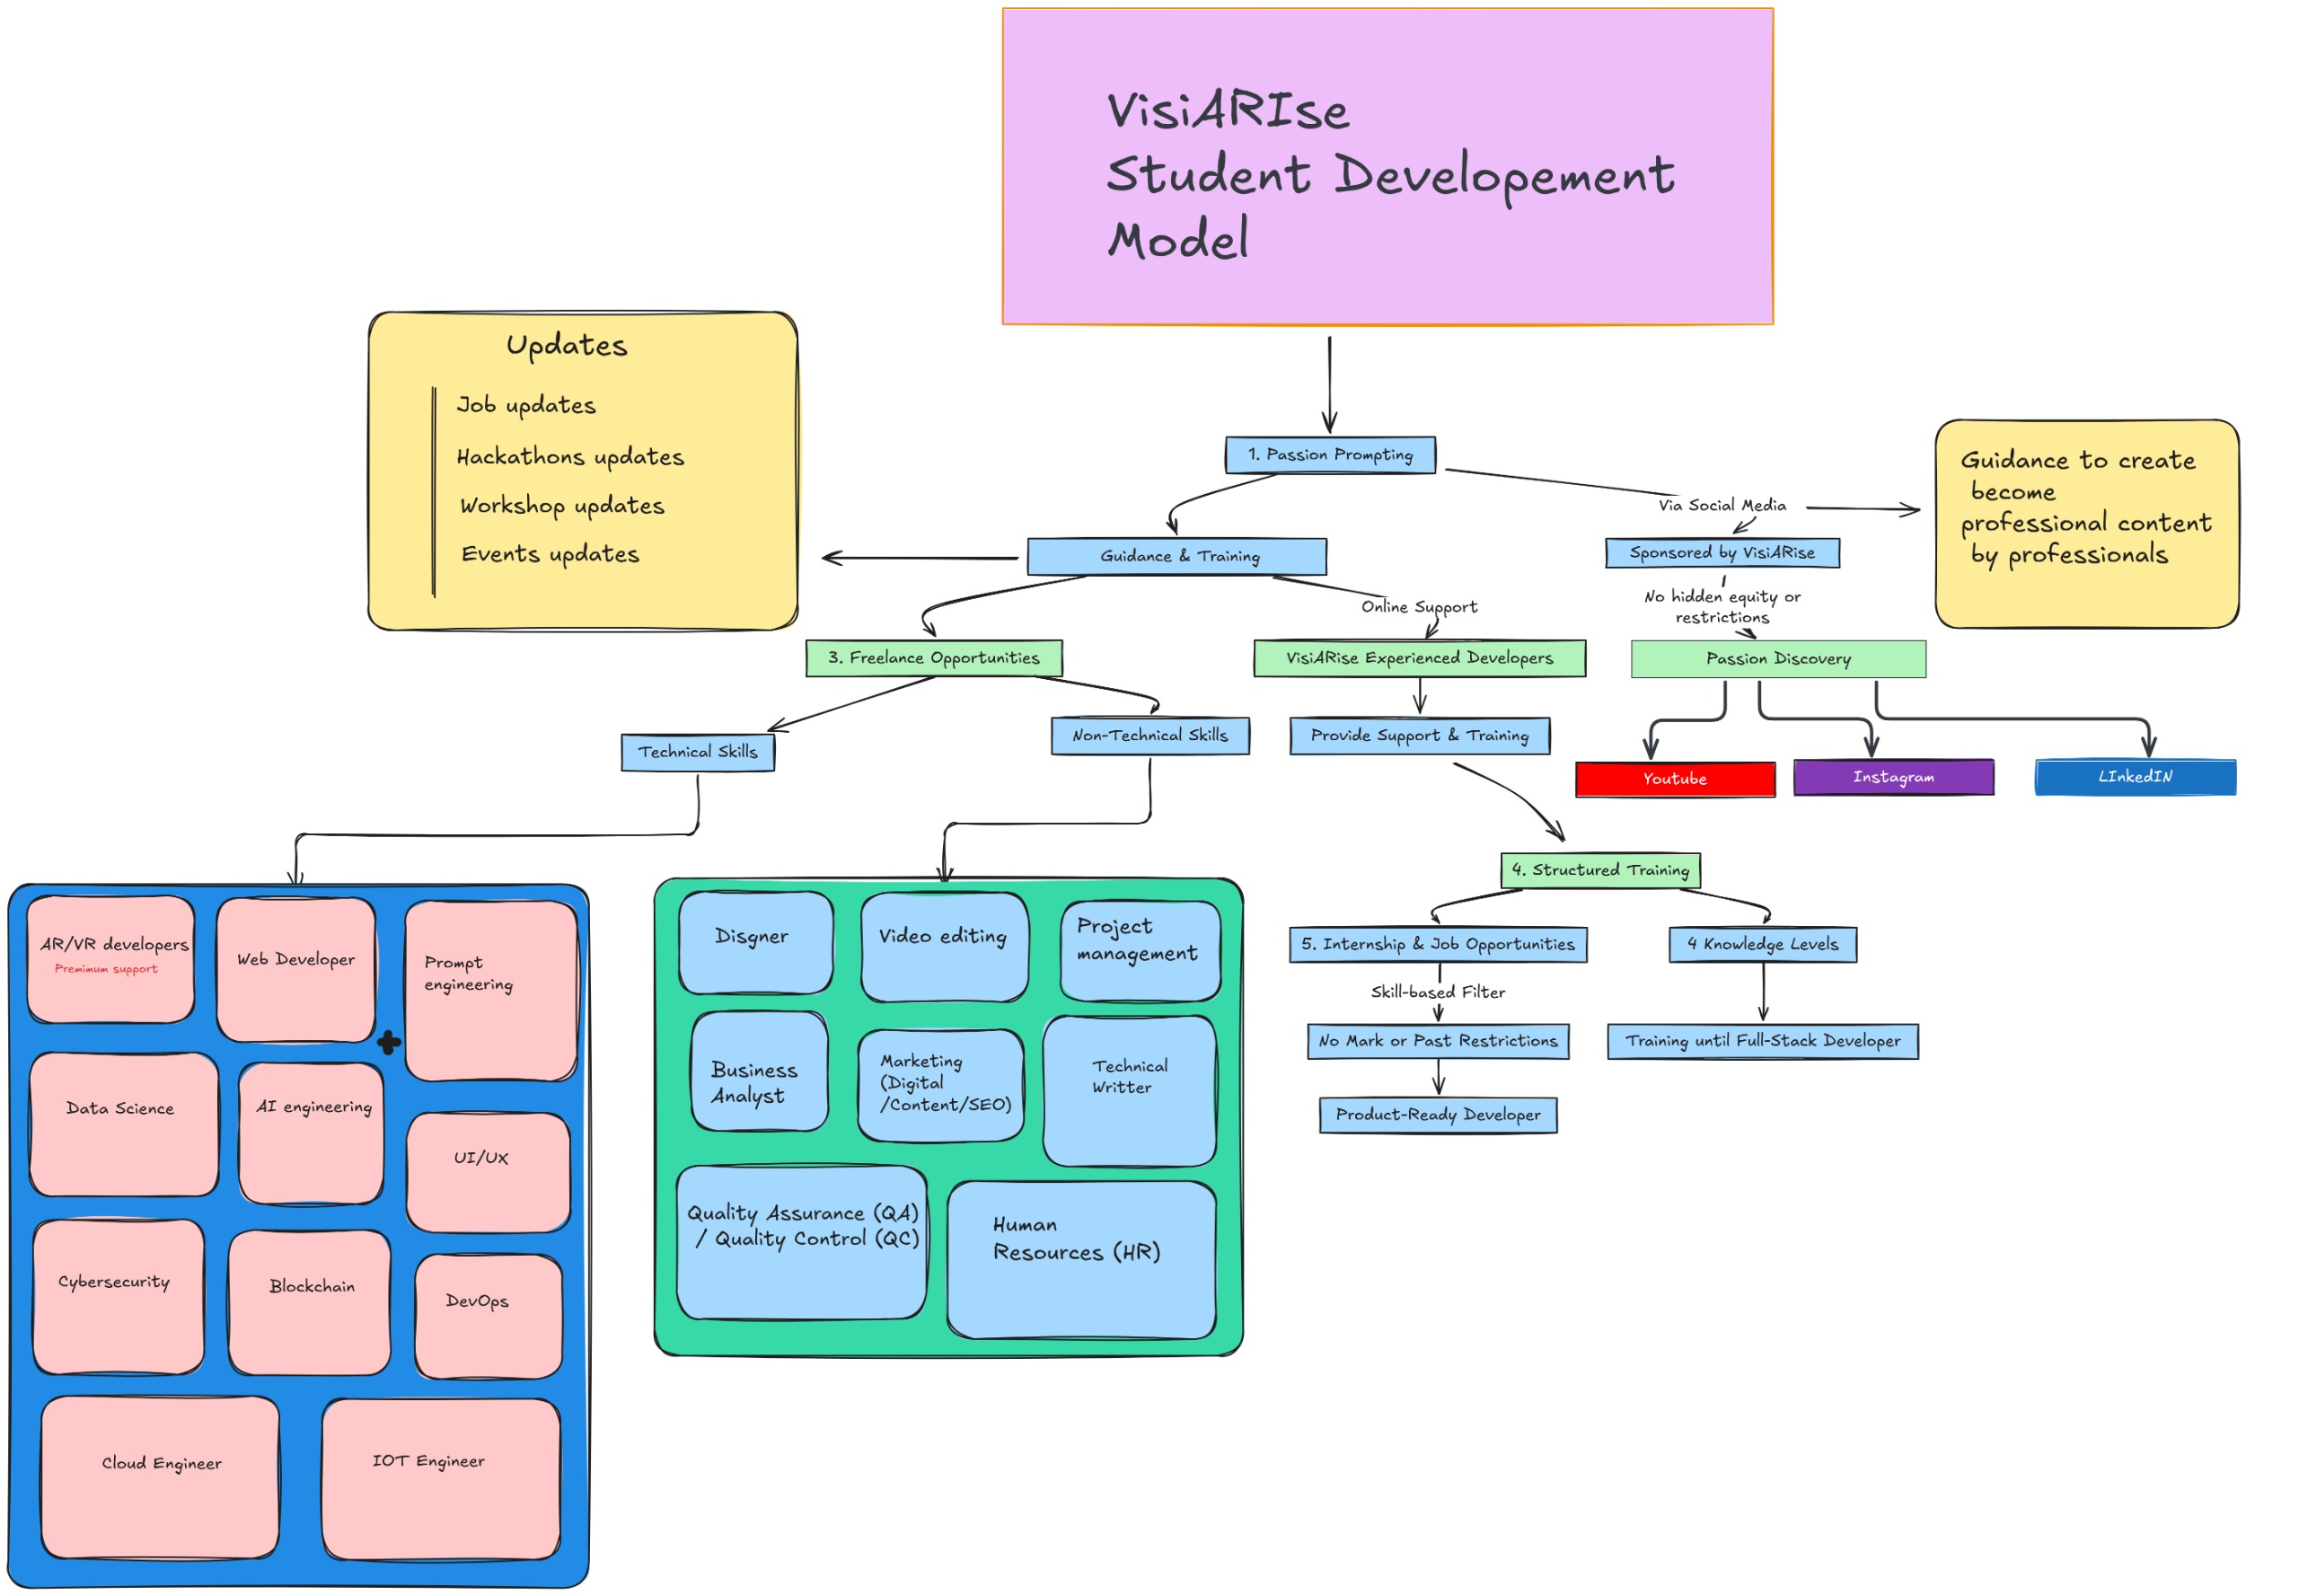 VisiARIse
Student Developement
Model
Updates
Job updates
Hackathons updates
Workshop updates
Events updates
1. Passion Prompting
Via Social Media
Guidance to create
become
professional content
by professionals
Guidance & Training
Sponsored by VisiARise
Online Support
No hidden equity or
restrictions
3. Freelance Opportunities
VisiARise Experienced Developers
Passion Discovery
Technical Skills
Non-Technical Skills
Provide Support & Training
Youtube
Instagram
LInkedIN
4. Structured Training
5. Internship & Job Opportunities
4 Knowledge Levels
Skill-based Filter
No Mark or Past Restrictions
Training until Full-Stack Developer
Product-Ready Developer
AR/VR developers
Premimum support
Web Developer
Prompt
engineering
Data Science
AI engineering
UI/UX
Cybersecurity
Blockchain
DevOps
Cloud Engineer
IOT Engineer
Disgner
Video editing
Project
management
Business
Analyst
Marketing
(Digital
/Content/SEO)
Technical
Writter
Quality Assurance (QA)
/ Quality Control (QC)
Human
Resources (HR)